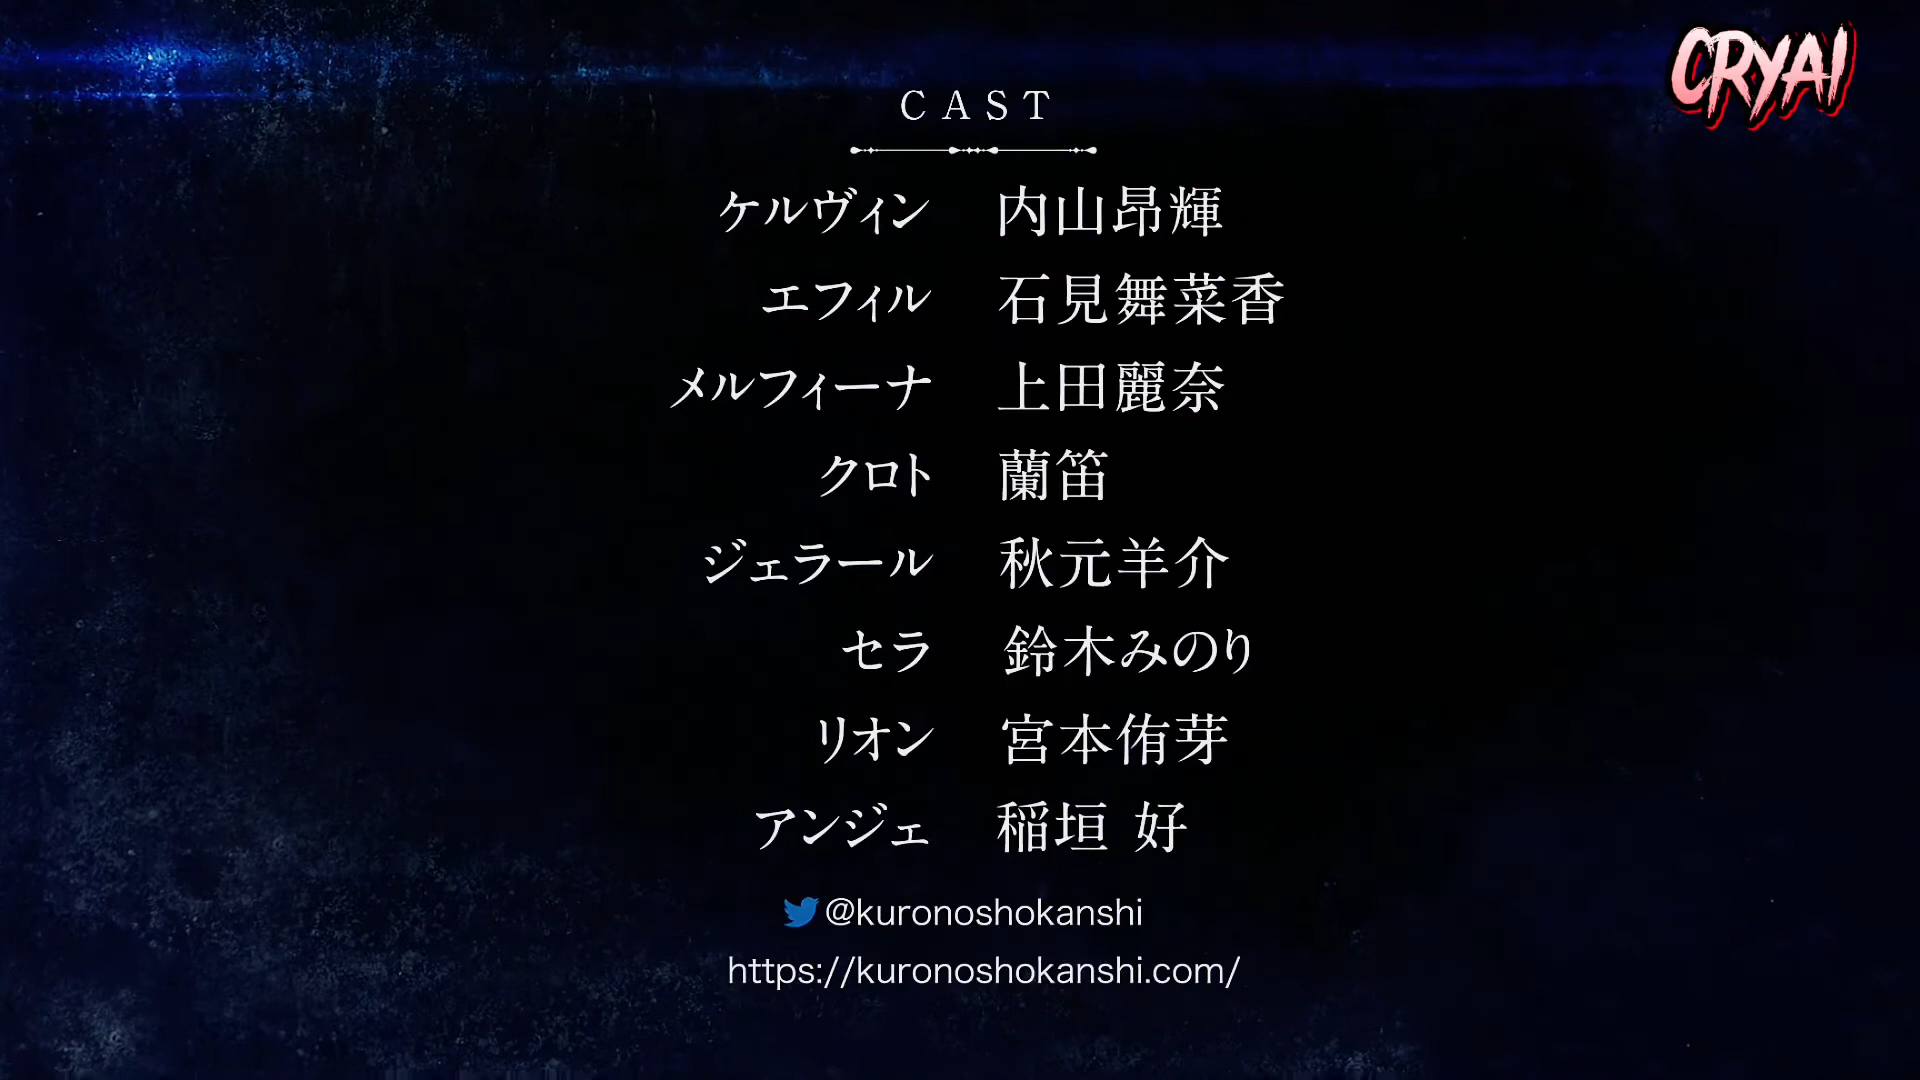 CRYAI
CAST
ケルヴィン 内山昂輝
エフィル 石見舞菜香
メルフィーナ 上田麗奈
クロト 蘭笛
ジェラール 秋元羊介
セラ 鈴木みのり
リオン 宮本侑芽
アンジェ 稲垣 好
@kuronoshokanshi
https://kuronoshokanshi.com/